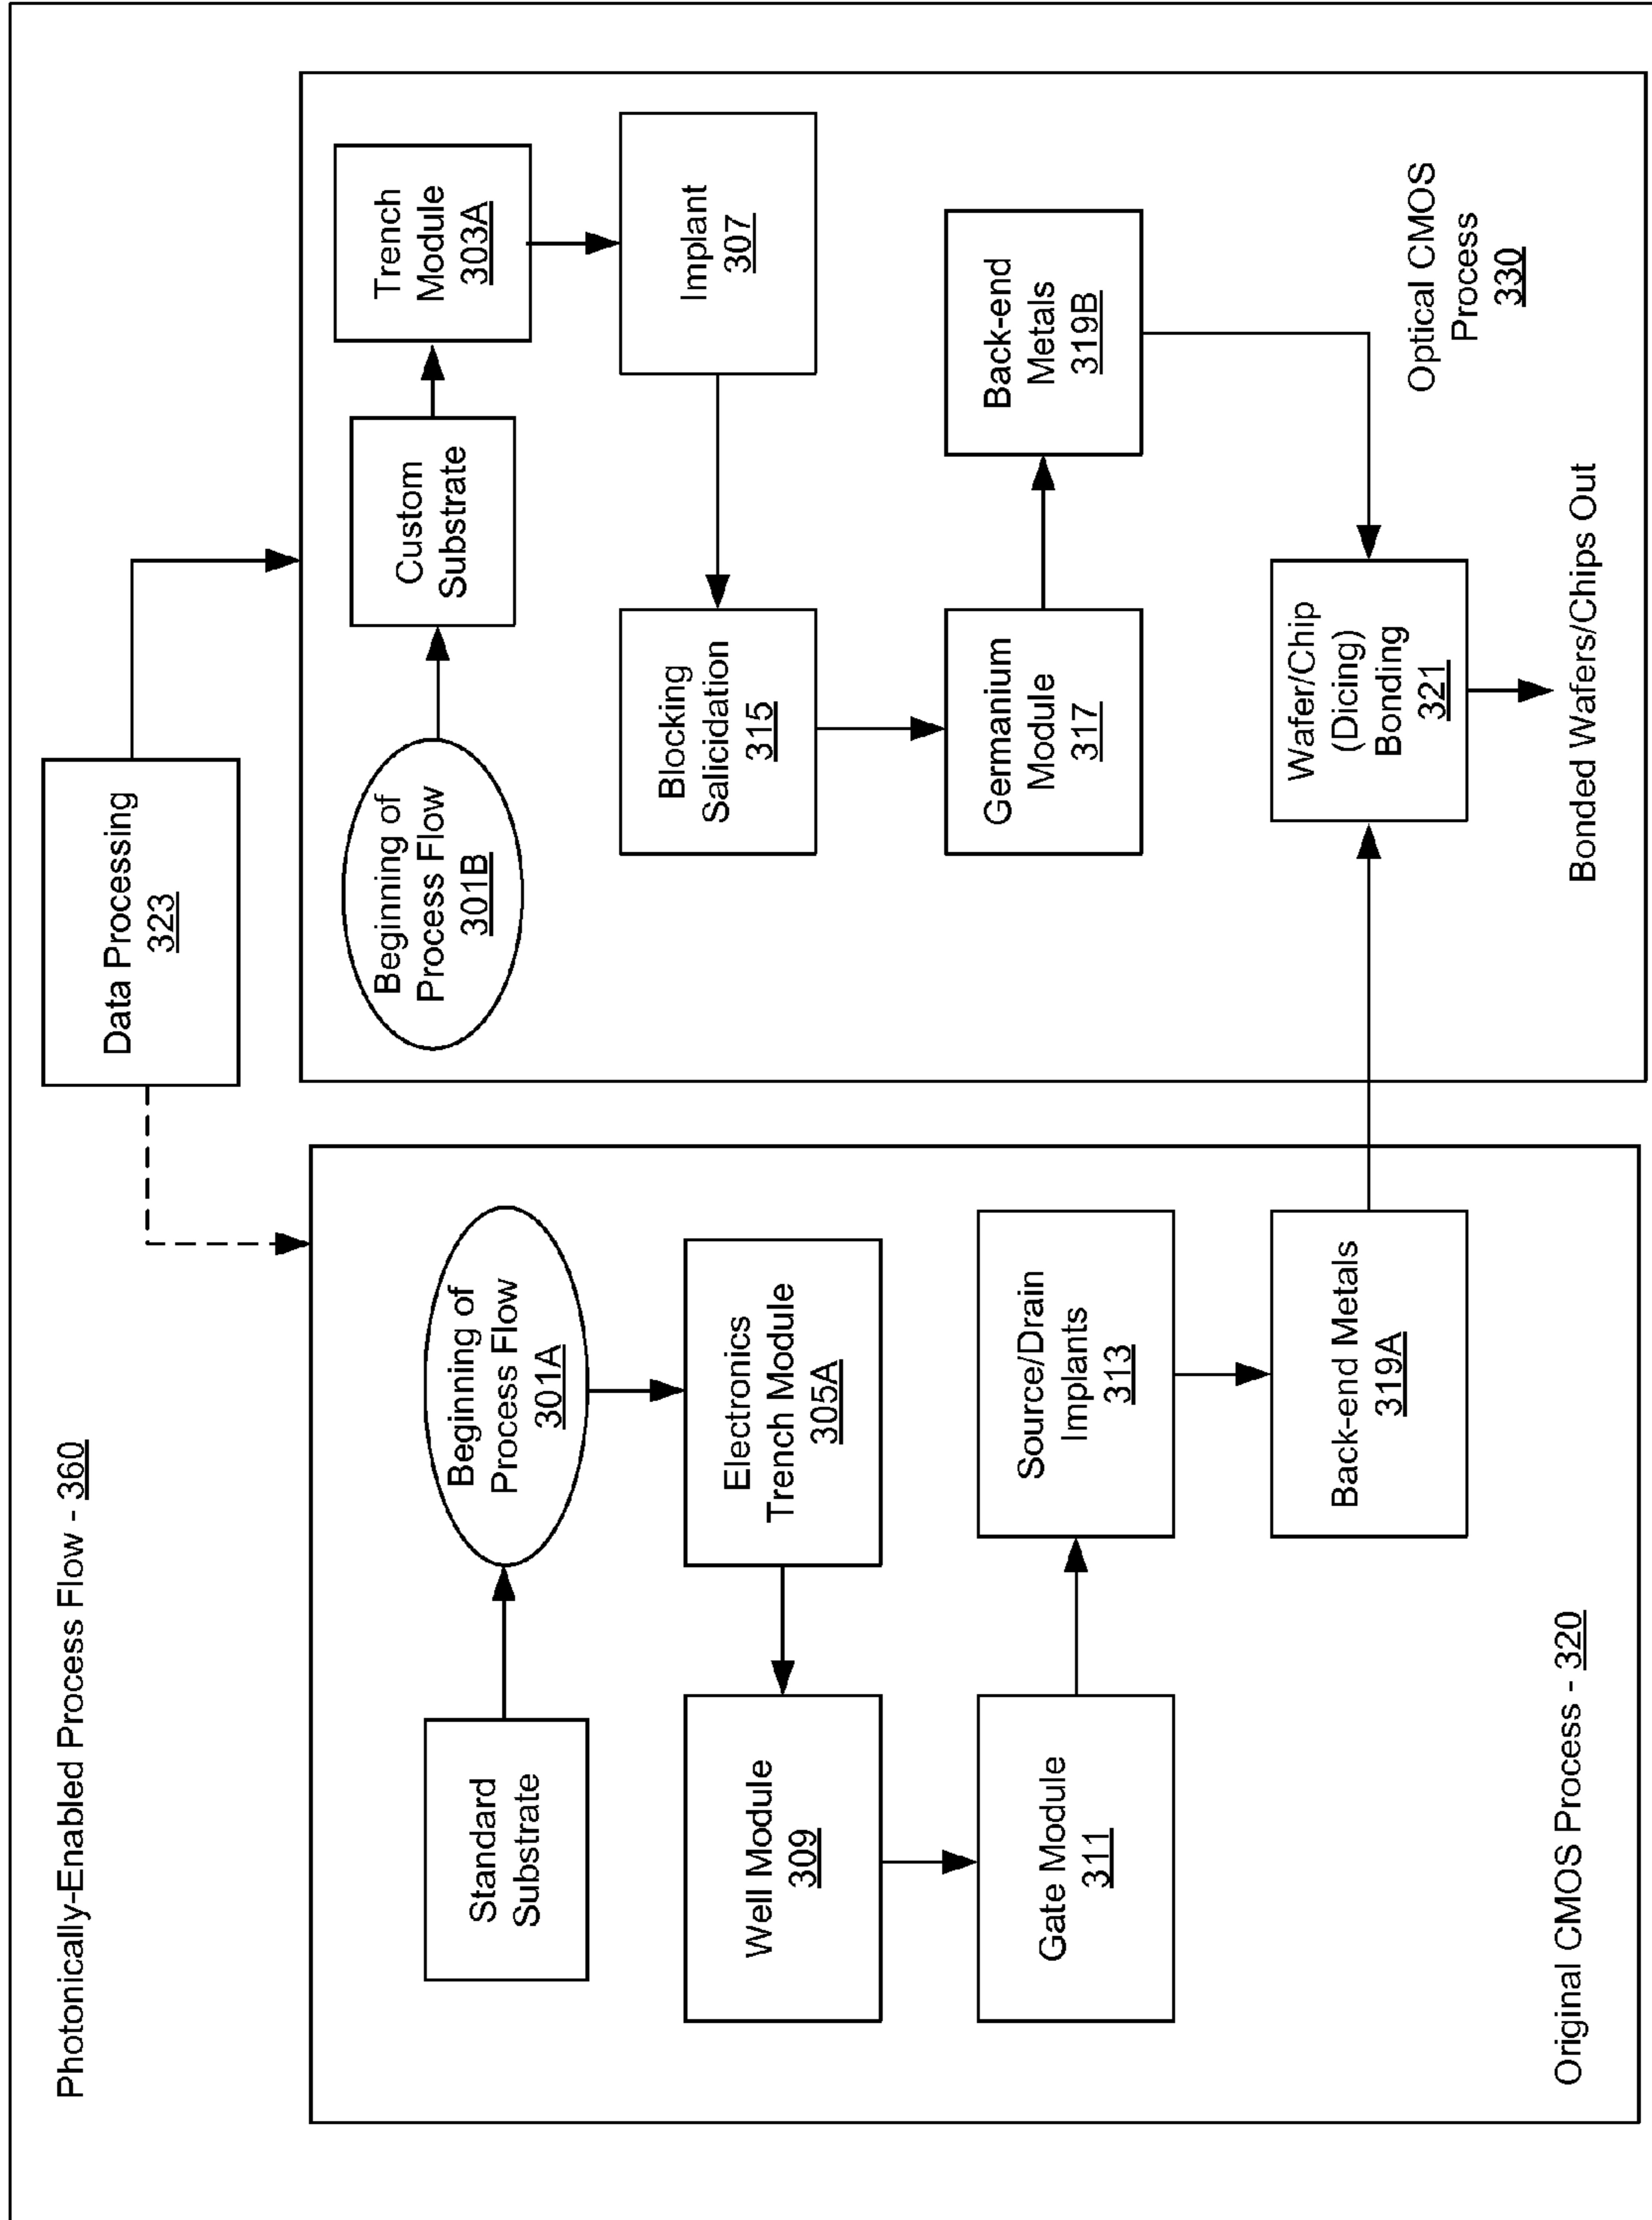 Photonically-Enabled Process Flow - 360
Data Processing
323
Standard
Substrate
Beginning of
Process Flow
301A
Electronics
Trench Module
305A
Well Module
309
Gate Module
311
Source/Drain
Implants
313
Back-end Metals
319A
Original CMOS Process - 320
Beginning of
Process Flow
301B
Custom
Substrate
Trench
Module
303A
Implant
307
Blocking
Salicidation
315
Germanium
Module
317
Back-end
Metals
319B
Wafer/Chip
(Dicing)
Bonding
321
Optical CMOS
Process
330
Bonded Wafers/Chips Out